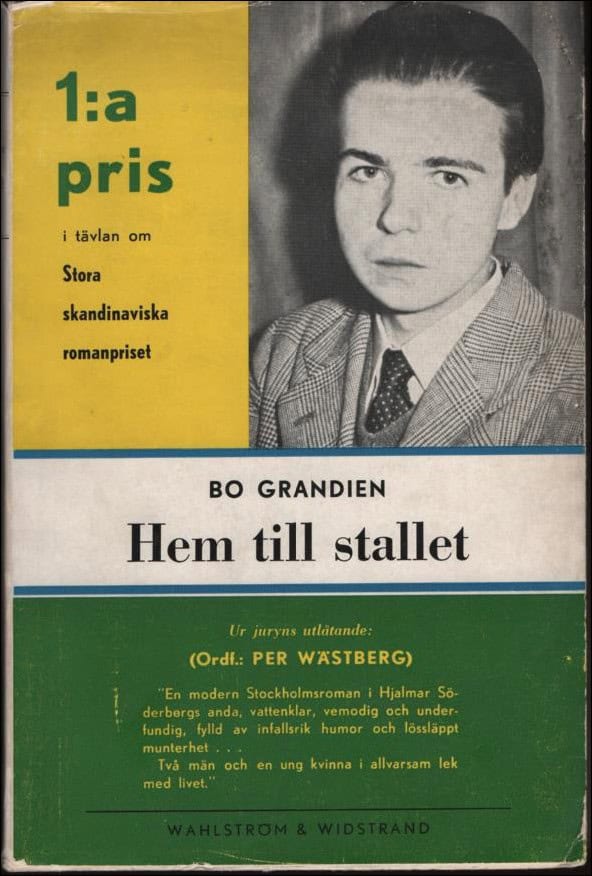 1:a
pris
i tävlan om
Stora
skandinaviska
romanpriset
BO GRANDIEN
Hem till stallet
Ur juryns utlåtande:
(Ordf.: PER WÄSTBERG)
"En modern Stockholmsroman i Hjalmar Sö-
derbergs anda, vattenklar, vemodig och under-
fundig, fylld av infallsrik humor och lössläppt
munterhet . . .
Två män och en ung kvinna i allvarsam lek
med livet."
WAHLSTRÖM & WIDSTRAND